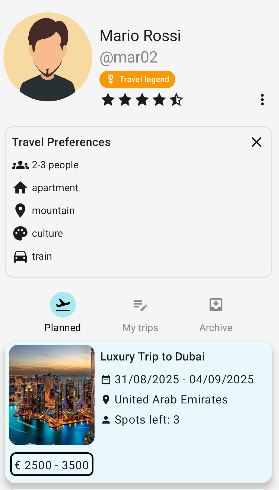 Mario Rossi
@mar02
Travel legend
Travel Preferences
2-3 people
apartment
mountain
culture
train
Planned
My trips
Archive
Luxury Trip to Dubai
31/08/2025 - 04/09/2025
United Arab Emirates
Spots left: 3
€ 2500 - 3500